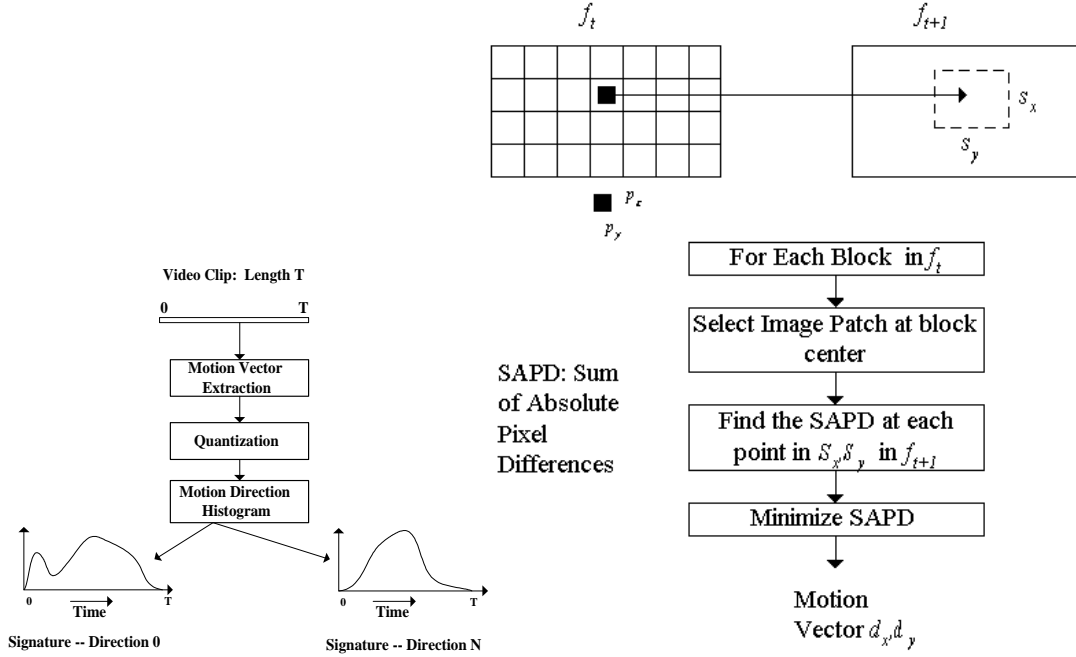 f_t
f_{t+1}
S_x
S_y
p_x
p_y
Video Clip: Length T
0 T
Motion Vector
Extraction
Quantization
Motion Direction
Histogram
0 T
Time
Signature -- Direction 0
0 T
Time
Signature -- Direction N
SAPD: Sum
of Absolute
Pixel
Differences
For Each Block in f_t
Select Image Patch at block
center
Find the SAPD at each
point in S_x,S_y in f_{t+1}
Minimize SAPD
Motion
Vector d_x,d_y